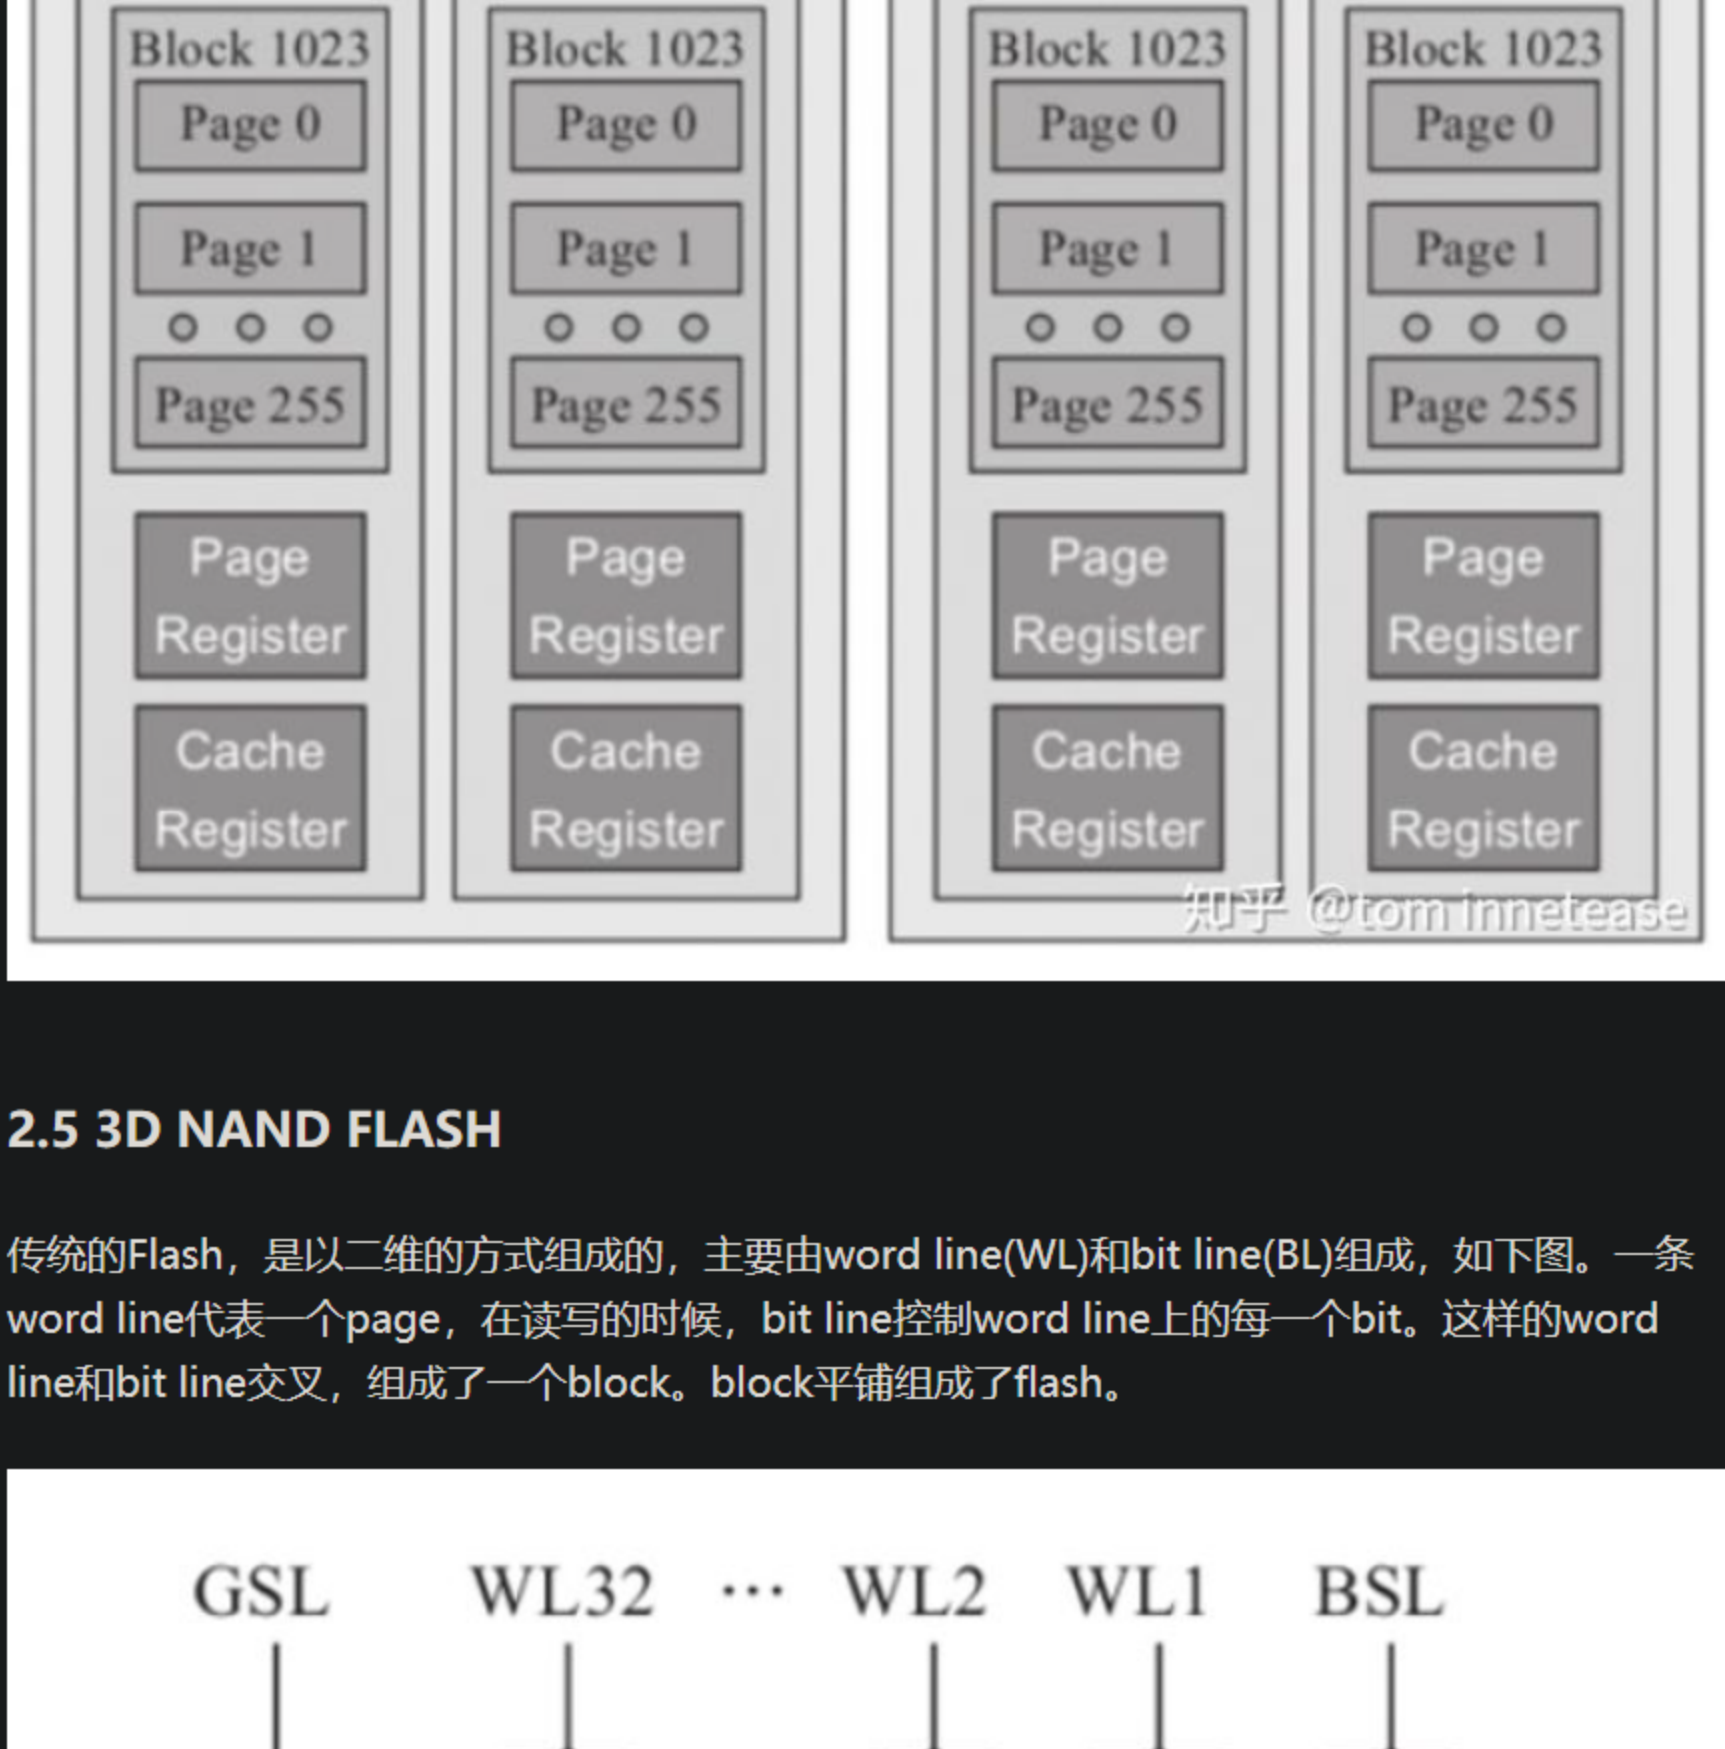 Block 1023 Block 1023 Block 1023 Block 1023
Page 0 Page 0 Page 0 Page 0
Page 1 Page 1 Page 1 Page 1
Page 255 Page 255 Page 255 Page 255
Page Page Page Page
Register Register Register Register
Cache Cache Cache Cache
Register Register Register Register
知乎 @tom innetease
2.5 3D NAND FLASH
传统的Flash，是以二维的方式组成的，主要由word line(WL)和bit line(BL)组成，如下图。一条
word line代表一个page，在读写的时候，bit line控制word line上的每一个bit。这样的word
line和bit line交叉，组成了一个block。block平铺组成了flash。
GSL WL32 ··· WL2 WL1 BSL